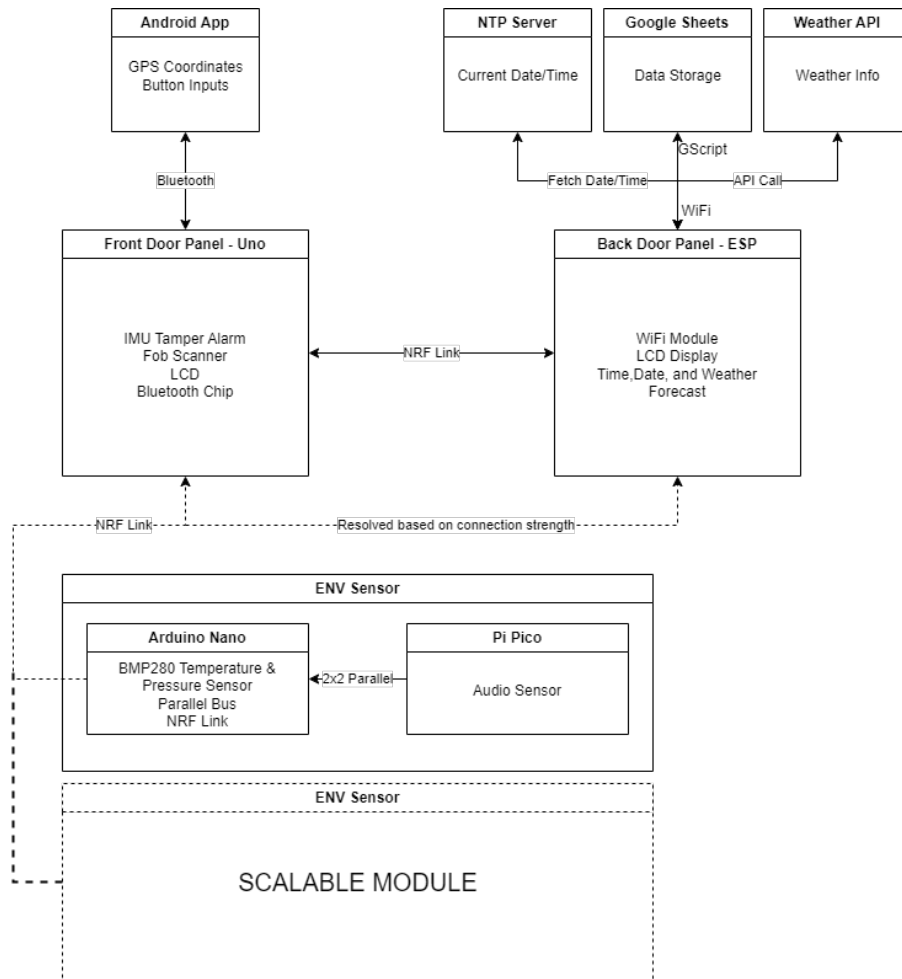 Android App
GPS Coordinates
Button Inputs
NTP Server
Current Date/Time
Google Sheets
Data Storage
Weather API
Weather Info
GScript
Bluetooth
Fetch Date/Time
API Call
WiFi
Front Door Panel - Uno
IMU Tamper Alarm
Fob Scanner
LCD
Bluetooth Chip
NRF Link
Back Door Panel - ESP
WiFi Module
LCD Display
Time,Date, and Weather
Forecast
NRF Link
Resolved based on connection strength
ENV Sensor
Arduino Nano
BMP280 Temperature &
Pressure Sensor
Parallel Bus
NRF Link
2x2 Parallel
Pi Pico
Audio Sensor
ENV Sensor
SCALABLE MODULE